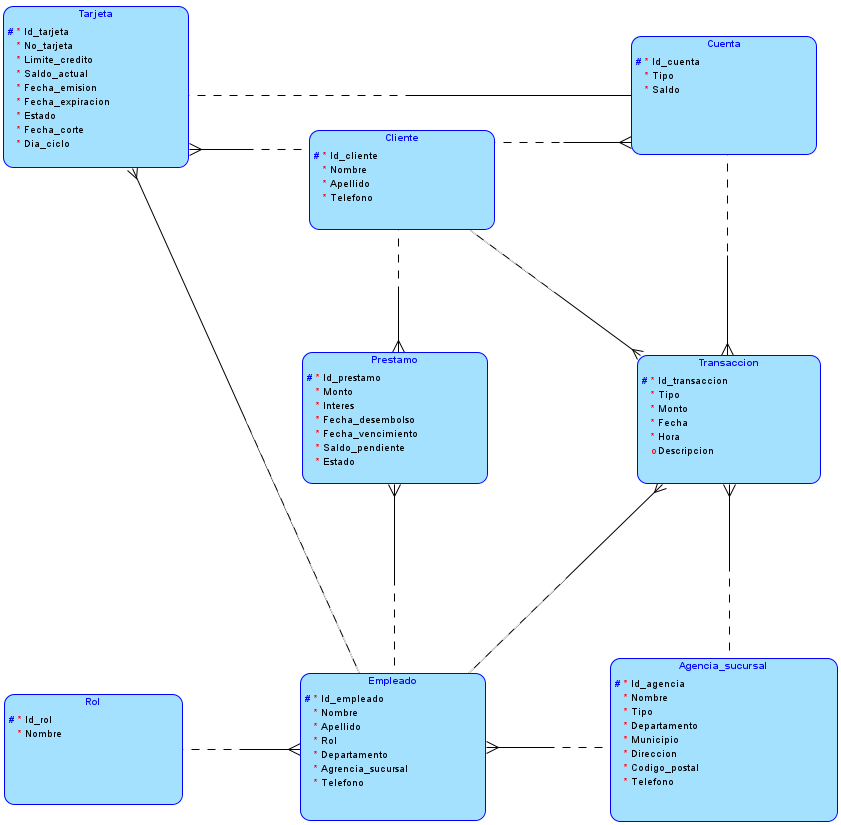 Tarjeta
# * Id_tarjeta
* No_tarjeta
* Limite_credito
* Saldo_actual
* Fecha_emision
* Fecha_expiracion
* Estado
* Fecha_corte
* Dia_ciclo
Cuenta
# * Id_cuenta
* Tipo
* Saldo
Cliente
# * Id_cliente
* Nombre
* Apellido
* Telefono
Prestamo
# * Id_prestamo
* Monto
* Interes
* Fecha_desembolso
* Fecha_vencimiento
* Saldo_pendiente
* Estado
Transaccion
# * Id_transaccion
* Tipo
* Monto
* Fecha
* Hora
o Descripcion
Rol
# * Id_rol
* Nombre
Empleado
# * Id_empleado
* Nombre
* Apellido
* Rol
* Departamento
* Agrencia_sucursal
* Telefono
Agencia_sucursal
# * Id_agencia
* Nombre
* Tipo
* Departamento
* Municipio
* Direccion
* Codigo_postal
* Telefono